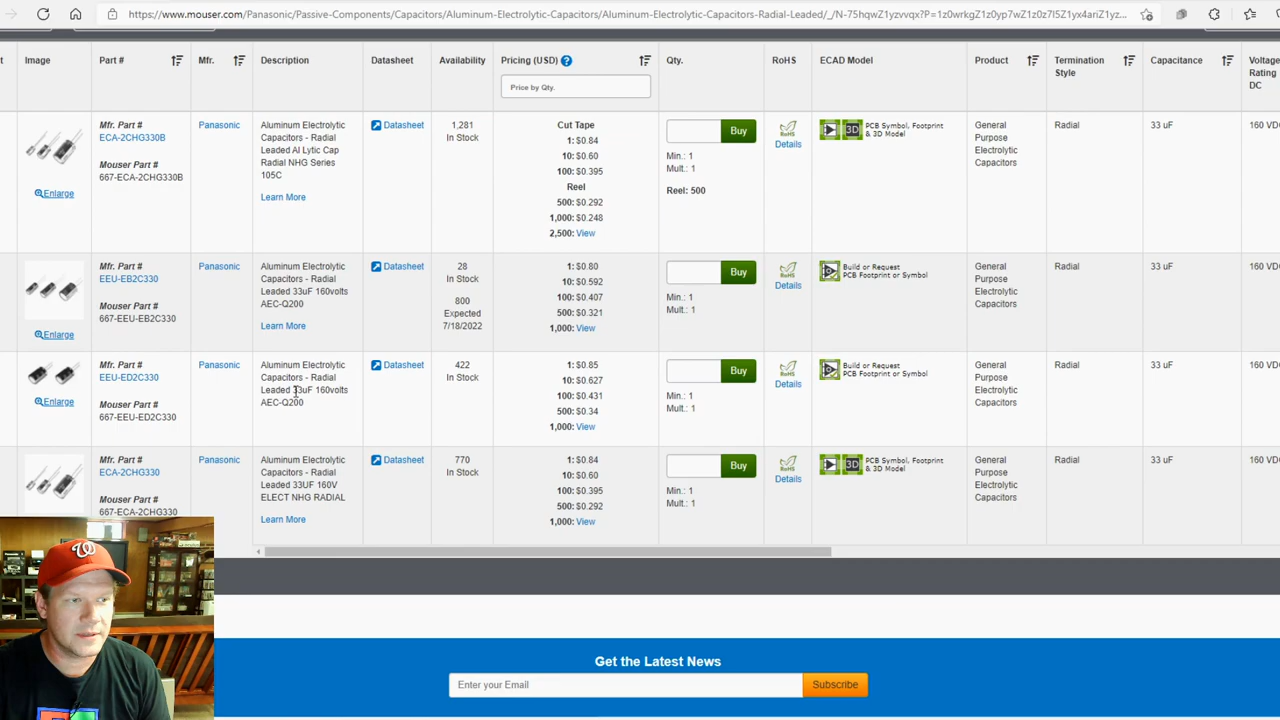 https://www.mouser.com/Panasonic/Passive-Components/Capacitors/Aluminum-Electrolytic-Capacitors/Aluminum-Electrolytic-Capacitors-Radial-Leaded/_/N-75hqwZ1yzvvqx?P=1z0wrkgZ1z0yp7wZ1z0z7l5Z1yx4ariZ1yz...
Image Part # Mfr. Description Datasheet Availability Pricing (USD) Qty. RoHS ECAD Model Product Termination Style Capacitance Voltage Rating DC
Price by Qty.
Enlarge
Mfr. Part #
ECA-2CHG330B
Mouser Part #
667-ECA-2CHG330B
Panasonic
Aluminum Electrolytic
Capacitors - Radial
Leaded Al Lytic Cap
Radial NHG Series
105C
Learn More
Datasheet
1,281
In Stock
Cut Tape
1: $0.84
10: $0.60
100: $0.395
Reel
500: $0.292
1,000: $0.248
2,500: View
Buy
Min.: 1
Mult.: 1
Reel: 500
RoHS
Details
3D
PCB Symbol, Footprint
& 3D Model
General
Purpose
Electrolytic
Capacitors
Radial
33 uF
160 VDC
Enlarge
Mfr. Part #
EEU-EB2C330
Mouser Part #
667-EEU-EB2C330
Panasonic
Aluminum Electrolytic
Capacitors - Radial
Leaded 33uF 160volts
AEC-Q200
Learn More
Datasheet
28
In Stock
800
Expected
7/18/2022
1: $0.80
10: $0.592
100: $0.407
500: $0.321
1,000: View
Buy
Min.: 1
Mult.: 1
RoHS
Details
Build or Request
PCB Footprint or Symbol
General
Purpose
Electrolytic
Capacitors
Radial
33 uF
160 VDC
Enlarge
Mfr. Part #
EEU-ED2C330
Mouser Part #
667-EEU-ED2C330
Panasonic
Aluminum Electrolytic
Capacitors - Radial
Leaded 33uF 160volts
AEC-Q200
Datasheet
422
In Stock
1: $0.85
10: $0.627
100: $0.431
500: $0.34
1,000: View
Buy
Min.: 1
Mult.: 1
RoHS
Details
Build or Request
PCB Footprint or Symbol
General
Purpose
Electrolytic
Capacitors
Radial
33 uF
160 VDC
Mfr. Part #
ECA-2CHG330
Mouser Part #
667-ECA-2CHG330
Panasonic
Aluminum Electrolytic
Capacitors - Radial
Leaded 33UF 160V
ELECT NHG RADIAL
Learn More
Datasheet
770
In Stock
1: $0.84
10: $0.60
100: $0.395
500: $0.292
1,000: View
Buy
Min.: 1
Mult.: 1
RoHS
Details
3D
PCB Symbol, Footprint
& 3D Model
General
Purpose
Electrolytic
Capacitors
Radial
33 uF
160 VDC
W
Get the Latest News
Enter your Email
Subscribe